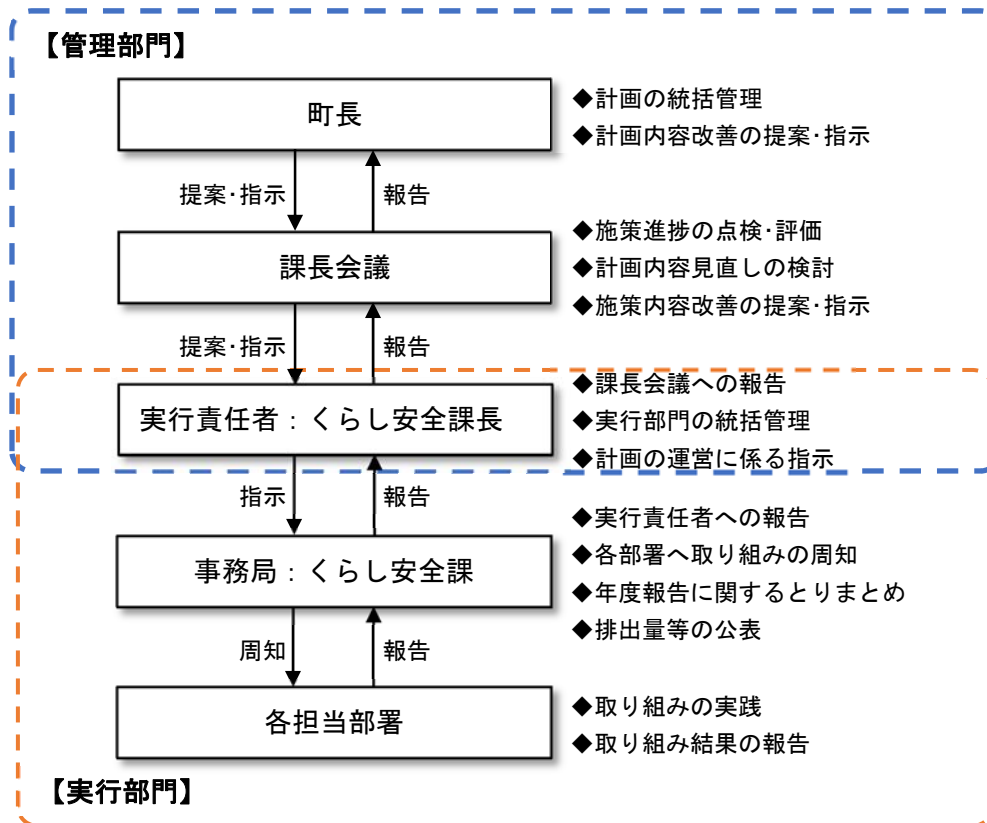 【管理部門】
町長
◆計画の統括管理
◆計画内容改善の提案･指示
提案･指示
報告
課長会議
◆施策進捗の点検･評価
◆計画内容見直しの検討
◆施策内容改善の提案･指示
提案･指示
報告
実行責任者：くらし安全課長
◆課長会議への報告
◆実行部門の統括管理
◆計画の運営に係る指示
指示
報告
事務局：くらし安全課
◆実行責任者への報告
◆各部署へ取り組みの周知
◆年度報告に関するとりまとめ
◆排出量等の公表
周知
報告
各担当部署
◆取り組みの実践
◆取り組み結果の報告
【実行部門】